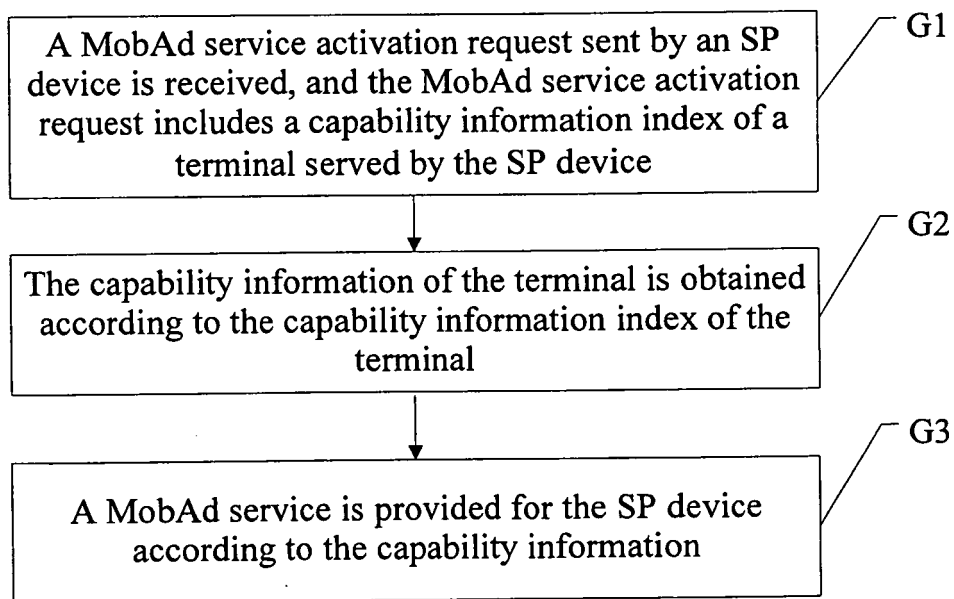 A MobAd service activation request sent by an SP
device is received, and the MobAd service activation
request includes a capability information index of a
terminal served by the SP device
G1
The capability information of the terminal is obtained
according to the capability information index of the
terminal
G2
A MobAd service is provided for the SP device
according to the capability information
G3